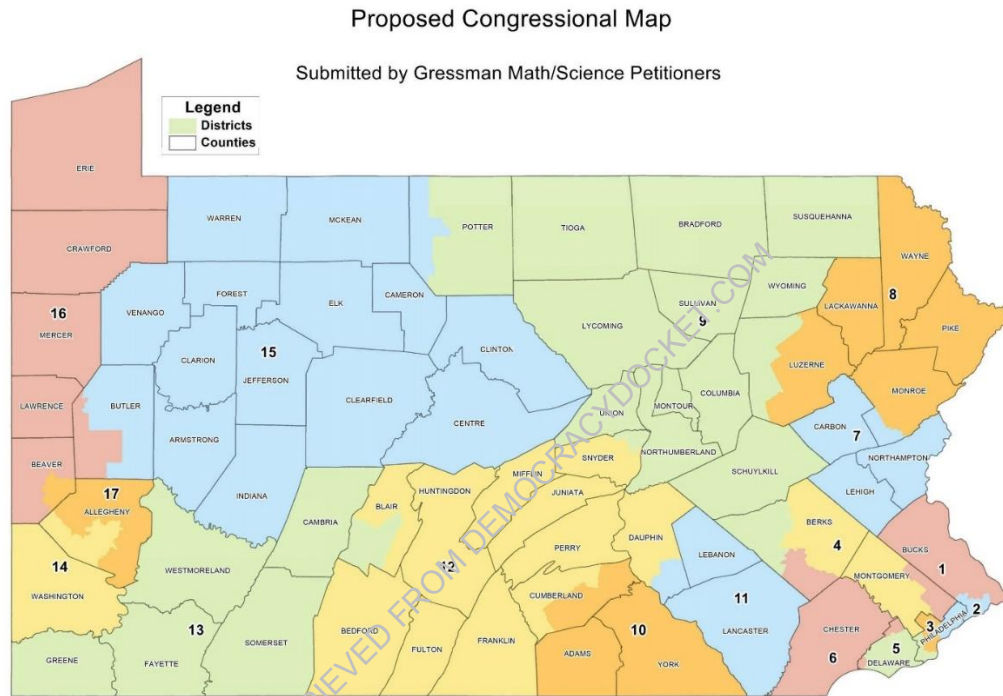 Proposed Congressional Map
Submitted by Gressman Math/Science Petitioners
Legend
Districts
Counties
ERIE
CRAWFORD
16
MERCER
LAWRENCE
BEAVER
WARREN
MCKEAN
POTTER
TIOGA
BRADFORD
SUSQUEHANNA
WAYNE
FOREST
ELK
CAMERON
VENANGO
SULLIVAN
9
WYOMING
LACKAWANNA
8
PIKE
LYCOMING
CLINTON
CLARION
15
JEFFERSON
LUZERNE
MONROE
BUTLER
CLEARFIELD
CENTRE
UNION
MONTOUR
COLUMBIA
ARMSTRONG
CARBON
7
NORTHAMPTON
SNYDER
NORTHUMBERLAND
SCHUYLKILL
LEHIGH
17
ALLEGHENY
INDIANA
CAMBRIA
BLAIR
HUNTINGDON
MIFFLIN
JUNIATA
DAUPHIN
LEBANON
BERKS
4
BUCKS
1
14
WASHINGTON
WESTMORELAND
12
PERRY
CUMBERLAND
11
LANCASTER
MONTGOMERY
2
3
PHILADELPHIA
CHESTER
6
5
DELAWARE
GREENE
FAYETTE
13
SOMERSET
BEDFORD
FULTON
FRANKLIN
ADAMS
10
YORK
RETRIEVED FROM DEMOCRACYDOCKET.COM